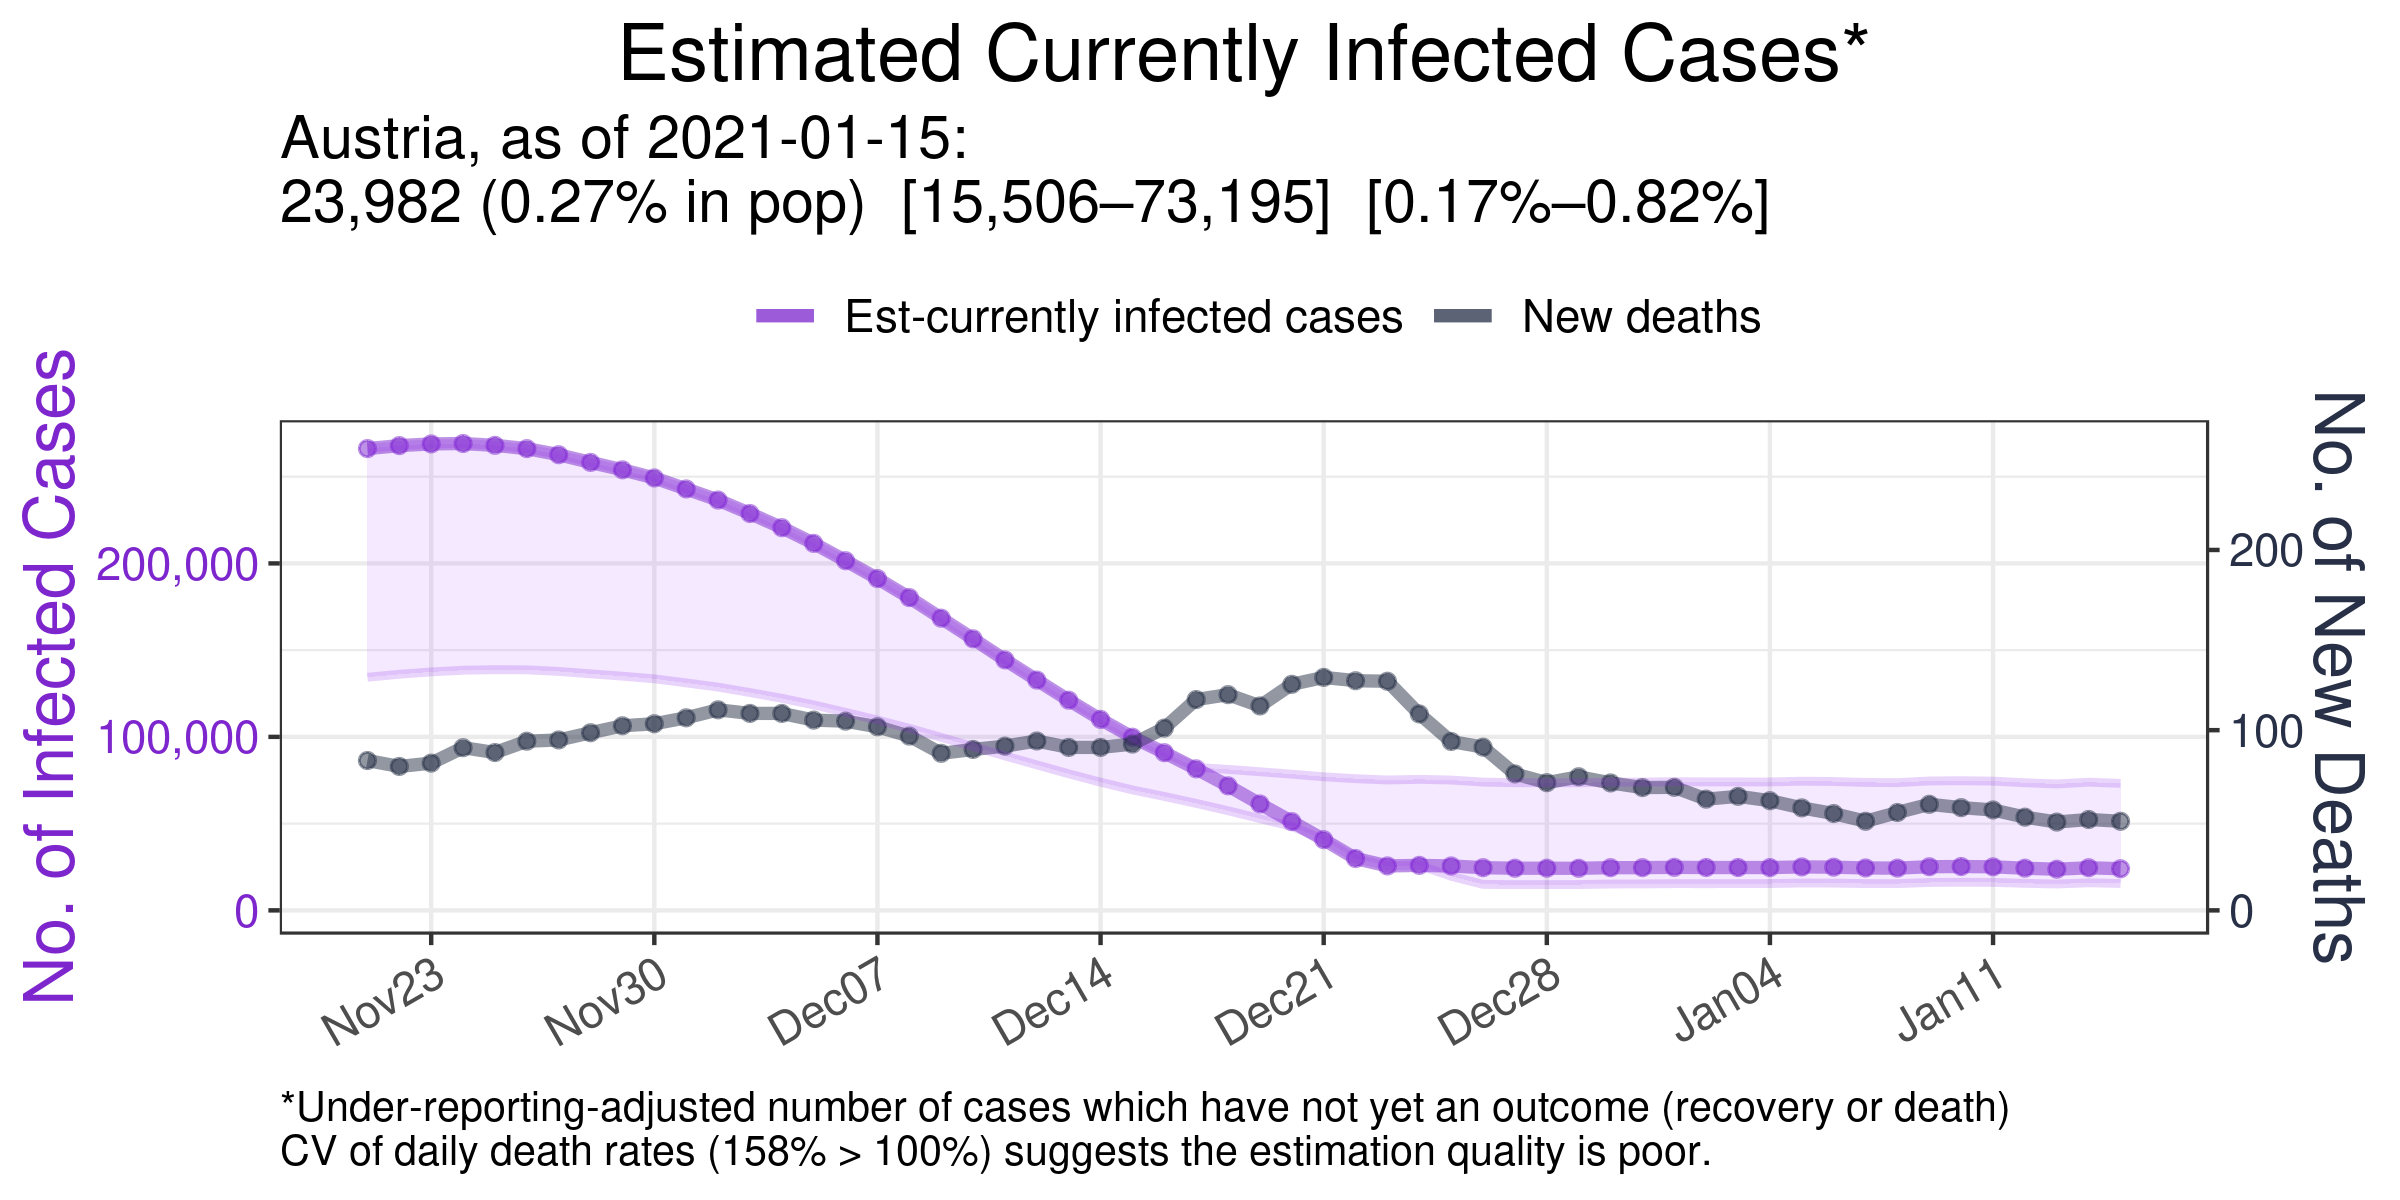 Estimated Currently Infected Cases*
Austria, as of 2021-01-15:
23,982 (0.27% in pop)  [15,506–73,195]  [0.17%–0.82%]
Est-currently infected cases
New deaths
No. of Infected Cases
200,000
100,000
0
200
100
0
No. of New Deaths
Nov23
Nov30
Dec07
Dec14
Dec21
Dec28
Jan04
Jan11
*Under-reporting-adjusted number of cases which have not yet an outcome (recovery or death)
CV of daily death rates (158% > 100%) suggests the estimation quality is poor.